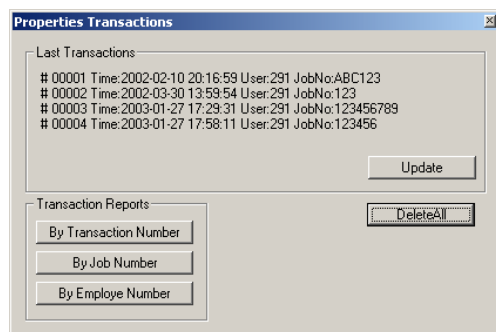 Properties Transactions
Last Transactions
# 00001 Time:2002-02-10 20:16:59 User:291 JobNo:ABC123
# 00002 Time:2002-03-30 13:59:54 User:291 JobNo:123
# 00003 Time:2003-01-27 17:29:31 User:291 JobNo:123456789
# 00004 Time:2003-01-27 17:58:11 User:291 JobNo:123456
Update
Transaction Reports
DeleteAll
By Transaction Number
By Job Number
By Employe Number